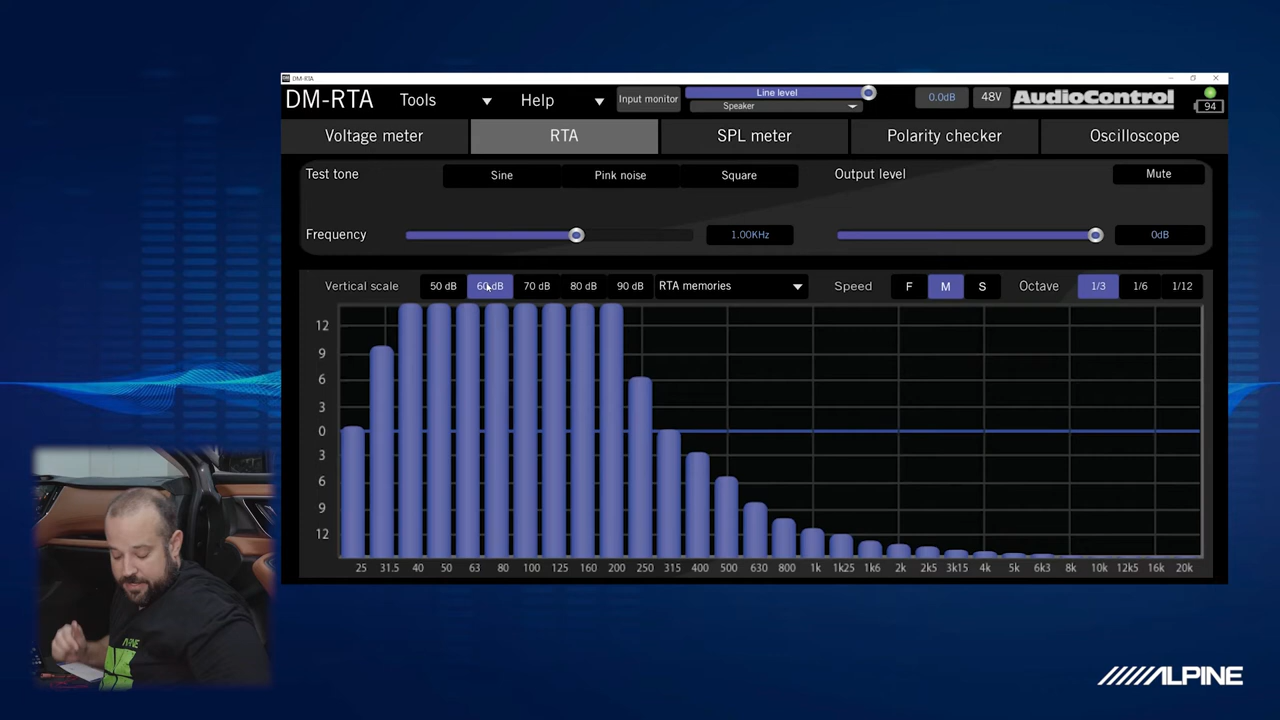 DM DM-RTA
DM-RTA Tools Help Input monitor Line level Speaker 0.0dB 48V AudioControl 94
Voltage meter RTA SPL meter Polarity checker Oscilloscope
Test tone Sine Pink noise Square Output level Mute
Frequency 1.00KHz 0dB
Vertical scale 50 dB 60 dB 70 dB 80 dB 90 dB RTA memories Speed F M S Octave 1/3 1/6 1/12
12
9
6
3
0
3
6
9
12
25 31.5 40 50 63 80 100 125 160 200 250 315 400 500 630 800 1k 1k25 1k6 2k 2k5 3k15 4k 5k 6k3 8k 10k 12k5 16k 20k
ALPINE
ALPINE